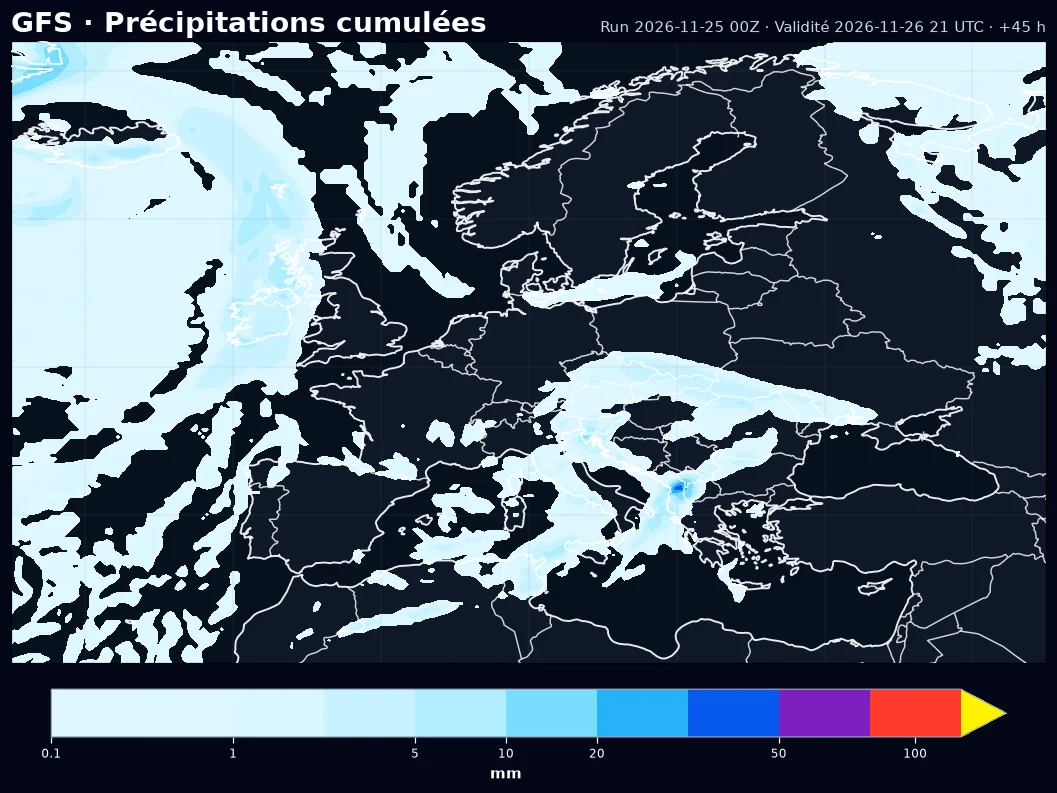 GFS · Précipitations cumulées
Run 2026-11-25 00Z · Validité 2026-11-26 21 UTC · +45 h
0.1 1 5 10 20 50 100
mm